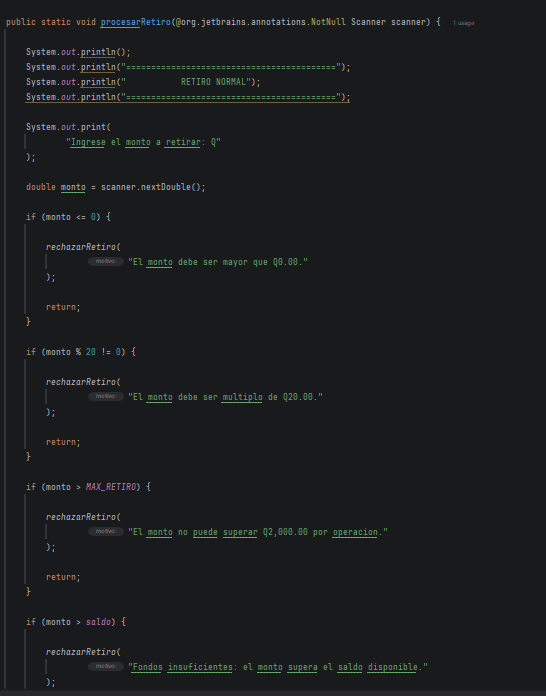 public static void procesarRetiro(@org.jetbrains.annotations.NotNull Scanner scanner) { 1 usage
System.out.println();
System.out.println("==========================================");
System.out.println("           RETIRO NORMAL");
System.out.println("==========================================");
System.out.print(
"Ingrese el monto a retirar: Q"
);
double monto = scanner.nextDouble();
if (monto <= 0) {
rechazarRetiro(
motivo: "El monto debe ser mayor que Q0.00."
);
return;
}
if (monto % 20 != 0) {
rechazarRetiro(
motivo: "El monto debe ser multiplo de Q20.00."
);
return;
}
if (monto > MAX_RETIRO) {
rechazarRetiro(
motivo: "El monto no puede superar Q2,000.00 por operacion."
);
return;
}
if (monto > saldo) {
rechazarRetiro(
motivo: "Fondos insuficientes: el monto supera el saldo disponible."
);